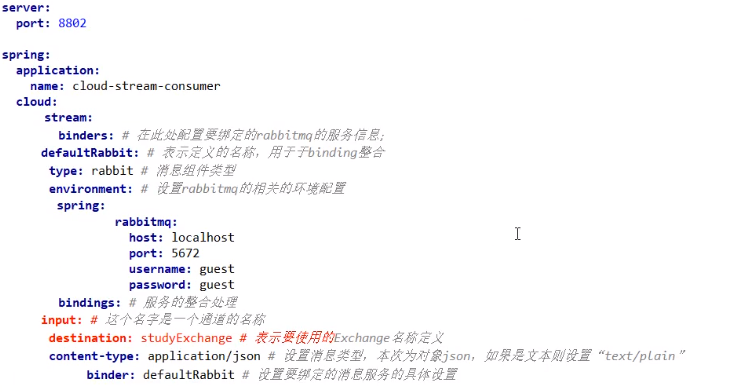 server:
port: 8802
spring:
application:
name: cloud-stream-consumer
cloud:
stream:
binders: # 在此处配置要绑定的rabbitmq的服务信息;
defaultRabbit: # 表示定义的名称，用于于binding整合
type: rabbit # 消息组件类型
environment: # 设置rabbitmq的相关的环境配置
spring:
rabbitmq:
host: localhost
port: 5672
username: guest
password: guest
bindings: # 服务的整合处理
input: # 这个名字是一个通道的名称
destination: studyExchange # 表示要使用的Exchange名称定义
content-type: application/json # 设置消息类型，本次为对象json，如果是文本则设置“text/plain”
binder: defaultRabbit # 设置要绑定的消息服务的具体设置